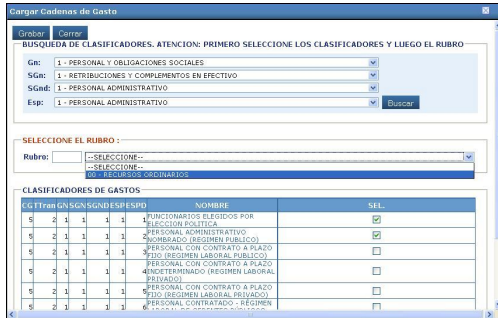 Cargar Cadenas de Gasto
Grabar Cerrar
BUSQUEDA DE CLASIFICADORES. ATENCION: PRIMERO SELECCIONE LOS CLASIFICADORES Y LUEGO EL RUBRO
Gn: 1 - PERSONAL Y OBLIGACIONES SOCIALES
SGn: 1 - RETRIBUCIONES Y COMPLEMENTOS EN EFECTIVO
SGnd: 1 - PERSONAL ADMINISTRATIVO
Esp: 1 - PERSONAL ADMINISTRATIVO Buscar
SELECCIONE EL RUBRO :
Rubro: --SELECCIONE--
--SELECCIONE--
00 - RECURSOS ORDINARIOS
CLASIFICADORES DE GASTOS
CGTTranGNSGNSGNDESPESPD NOMBRE SEL.
5 2 1 1 1 1 1 FUNCIONARIOS ELEGIDOS POR
ELECCION POLITICA
5 2 1 1 1 1 2 PERSONAL ADMINISTRATIVO
NOMBRADO (REGIMEN PUBLICO)
5 2 1 1 1 1 3 PERSONAL CON CONTRATO A PLAZO
FIJO (REGIMEN LABORAL PUBLICO)
5 2 1 1 1 1 4 PERSONAL CON CONTRATO A PLAZO
INDETERMINADO (REGIMEN LABORAL
PRIVADO)
5 2 1 1 1 1 5 PERSONAL CON CONTRATO A PLAZO
FIJO (REGIMEN LABORAL PRIVADO)
5 2 1 1 1 1 6 PERSONAL CONTRATADO - RÉGIMEN